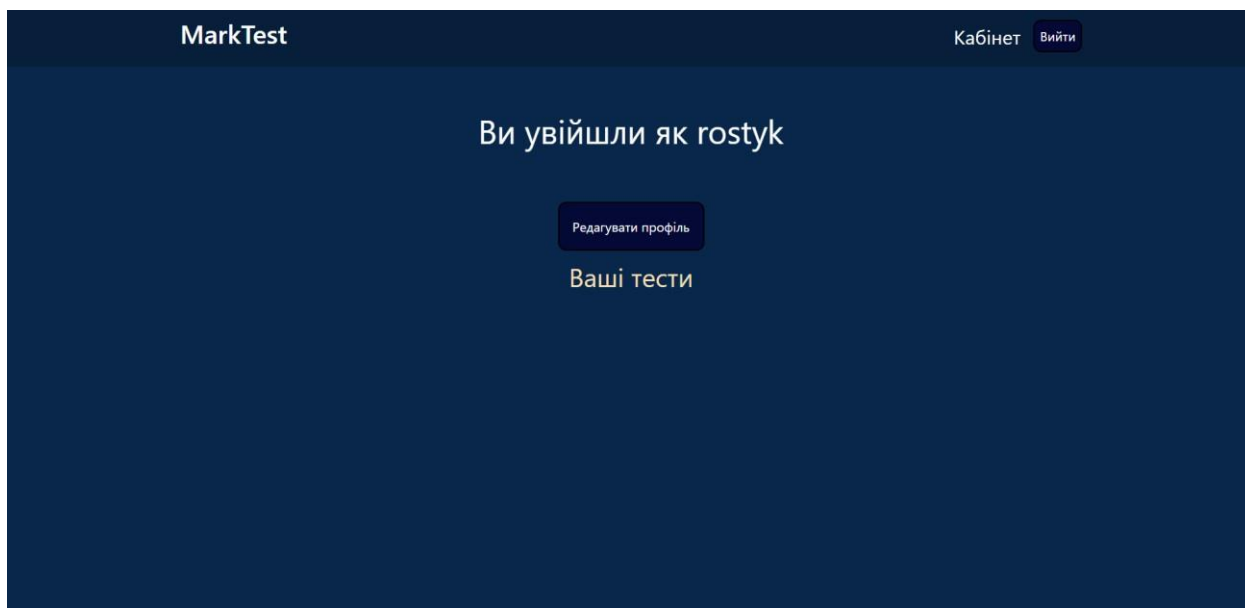 MarkTest
Кабінет Вийти
Ви увійшли як rostyk
Редагувати профіль
Ваші тести